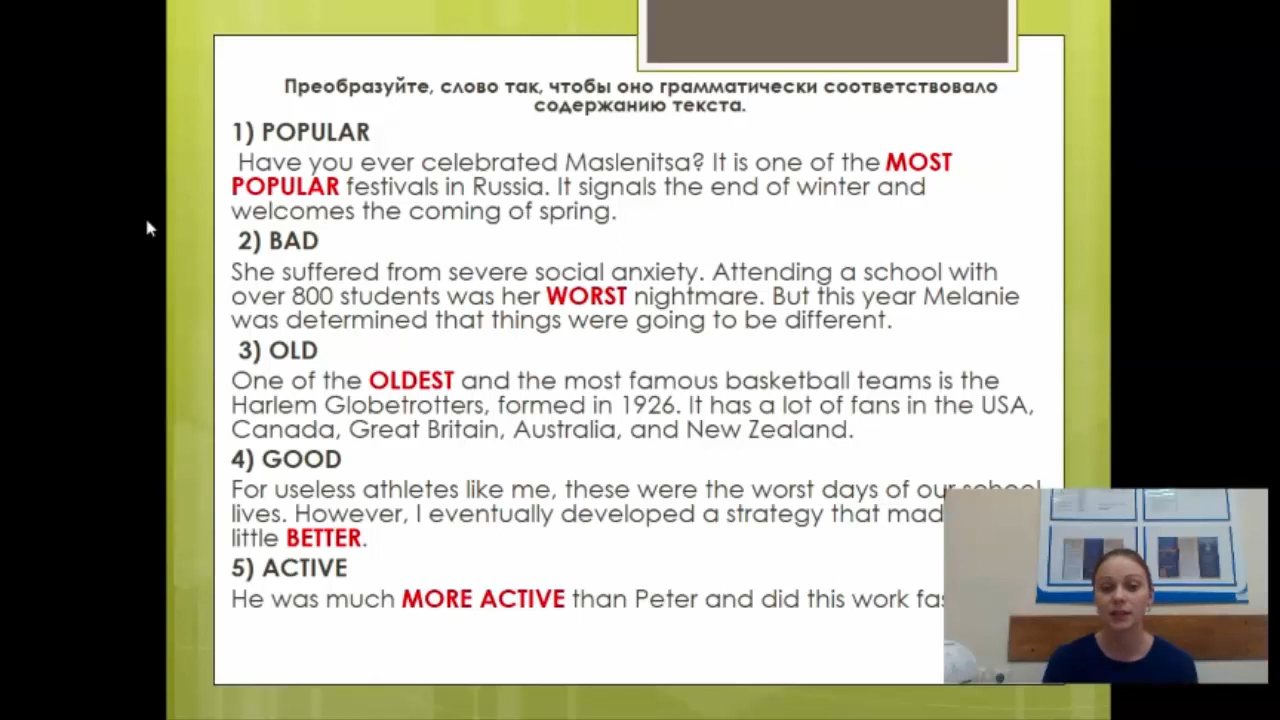 Преобразуйте, слово так, чтобы оно грамматически соответствовало
содержанию текста.
1) POPULAR
Have you ever celebrated Maslenitsa? It is one of the MOST
POPULAR festivals in Russia. It signals the end of winter and
welcomes the coming of spring.
2) BAD
She suffered from severe social anxiety. Attending a school with
over 800 students was her WORST nightmare. But this year Melanie
was determined that things were going to be different.
3) OLD
One of the OLDEST and the most famous basketball teams is the
Harlem Globetrotters, formed in 1926. It has a lot of fans in the USA,
Canada, Great Britain, Australia, and New Zealand.
4) GOOD
For useless athletes like me, these were the worst days of our school
lives. However, I eventually developed a strategy that mad
little BETTER.
5) ACTIVE
He was much MORE ACTIVE than Peter and did this work fas